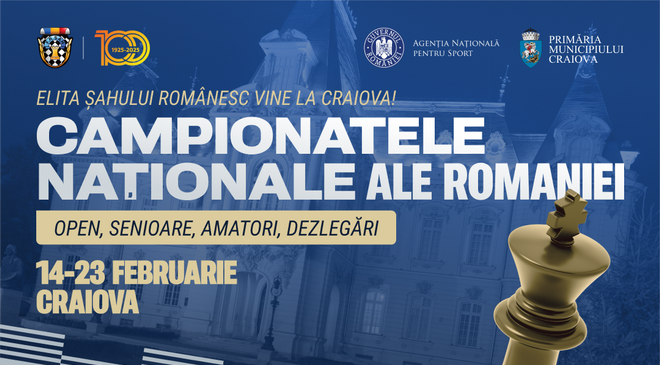 100
1925-2025
GUVERNUL ROMÂNIEI
AGENȚIA NAȚIONALĂ
PENTRU SPORT
PRIMĂRIA
MUNICIPIULUI
CRAIOVA
ELITA ȘAHULUI ROMÂNESC VINE LA CRAIOVA!
CAMPIONATELE
NAȚIONALE ALE ROMANIEI
OPEN, SENIOARE, AMATORI, DEZLEGĂRI
14-23 FEBRUARIE
CRAIOVA